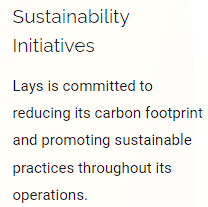 Sustainability
Initiatives
Lays is committed to
reducing its carbon footprint
and promoting sustainable
practices throughout its
operations.